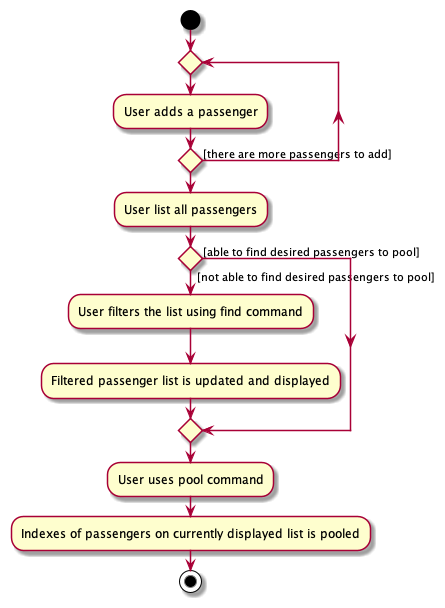 User adds a passenger
[there are more passengers to add]
User list all passengers
[able to find desired passengers to pool]
[not able to find desired passengers to pool]
User filters the list using find command
Filtered passenger list is updated and displayed
User uses pool command
Indexes of passengers on currently displayed list is pooled